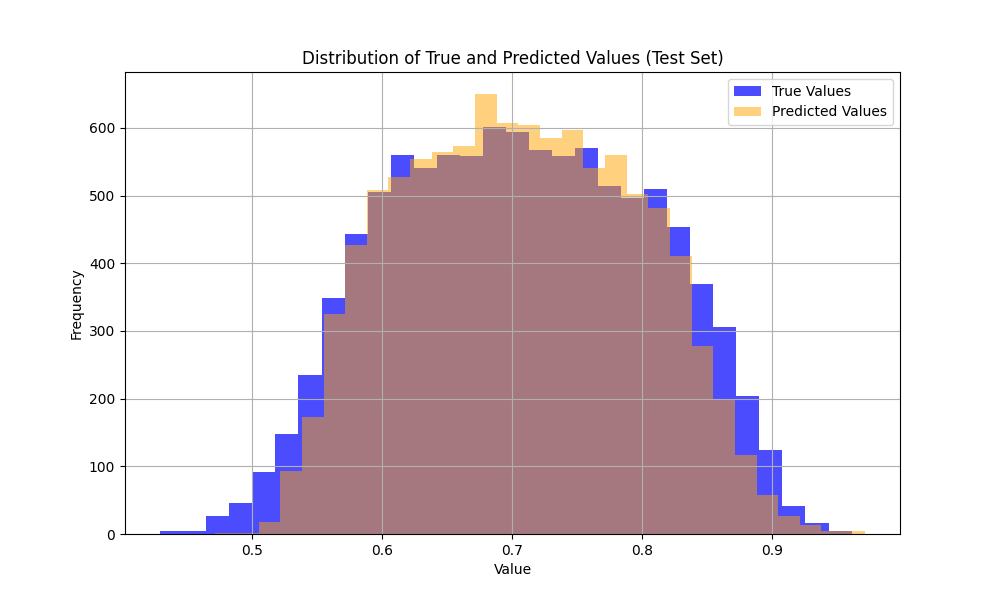 Distribution of True and Predicted Values (Test Set)
True Values
Predicted Values
Frequency
600
500
400
300
200
100
0
0.5 0.6 0.7 0.8 0.9
Value